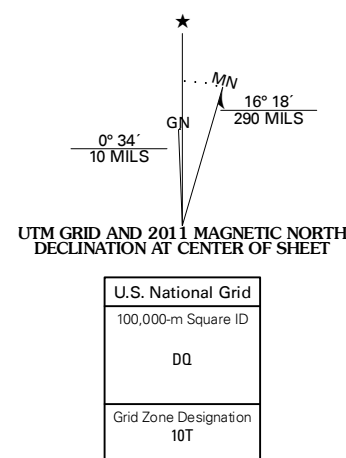 ★
MN
GN
16° 18´
290 MILS
0° 34´
10 MILS
UTM GRID AND 2011 MAGNETIC NORTH
DECLINATION AT CENTER OF SHEET
U.S. National Grid
100,000-m Square ID
DQ
Grid Zone Designation
10T